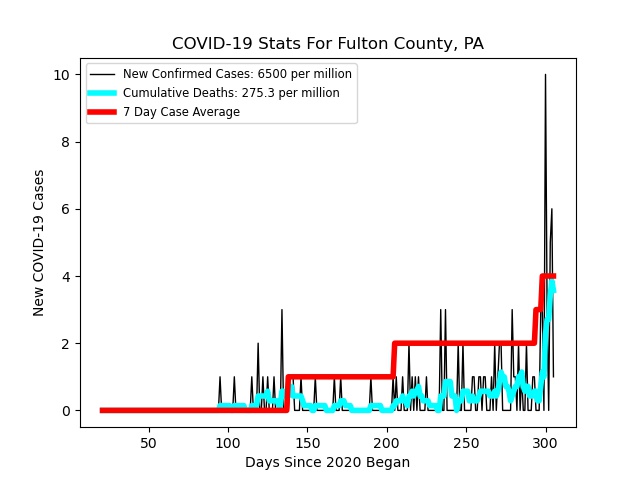 COVID-19 Stats For Fulton County, PA
New Confirmed Cases: 6500 per million
Cumulative Deaths: 275.3 per million
7 Day Case Average
New COVID-19 Cases
10
8
6
4
2
0
50 100 150 200 250 300
Days Since 2020 Began